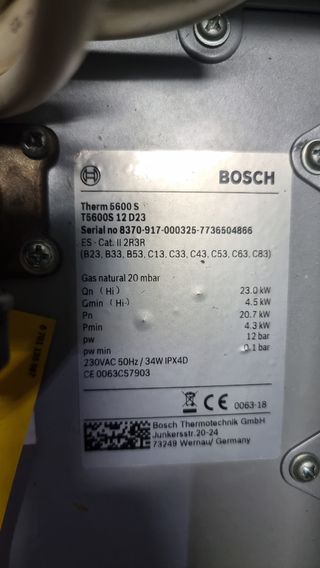 BOSCH
Therm 5600 S
T5600S 12 D23
Serial no 8370-917-000325-7736504866
ES - Cat. II 2R3R
(B23, B33, B53, C13, C33, C43, C53, C63, C83)
Gas natural 20 mbar
Qn (Hi) 23.0 kW
Qmin (Hi) 4.5 kW
Pn 20.7 kW
Pmin 4.3 kW
pw 12 bar
pw min 0.1 bar
230VAC 50Hz / 34W IPX4D
CE 0063CS7903
CE 0063-18
Bosch Thermotechnik GmbH
Junkersstr.20-24
73249 Wernau/ Germany